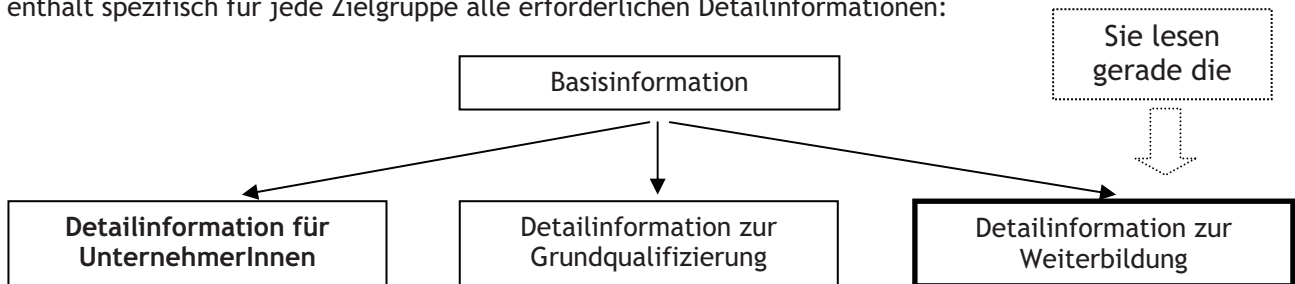 enthält spezifisch für jede Zielgruppe alle erforderlichen Detailinformationen:
Sie lesen
gerade die
Basisinformation
Detailinformation für
UnternehmerInnen
Detailinformation zur
Grundqualifizierung
Detailinformation zur
Weiterbildung